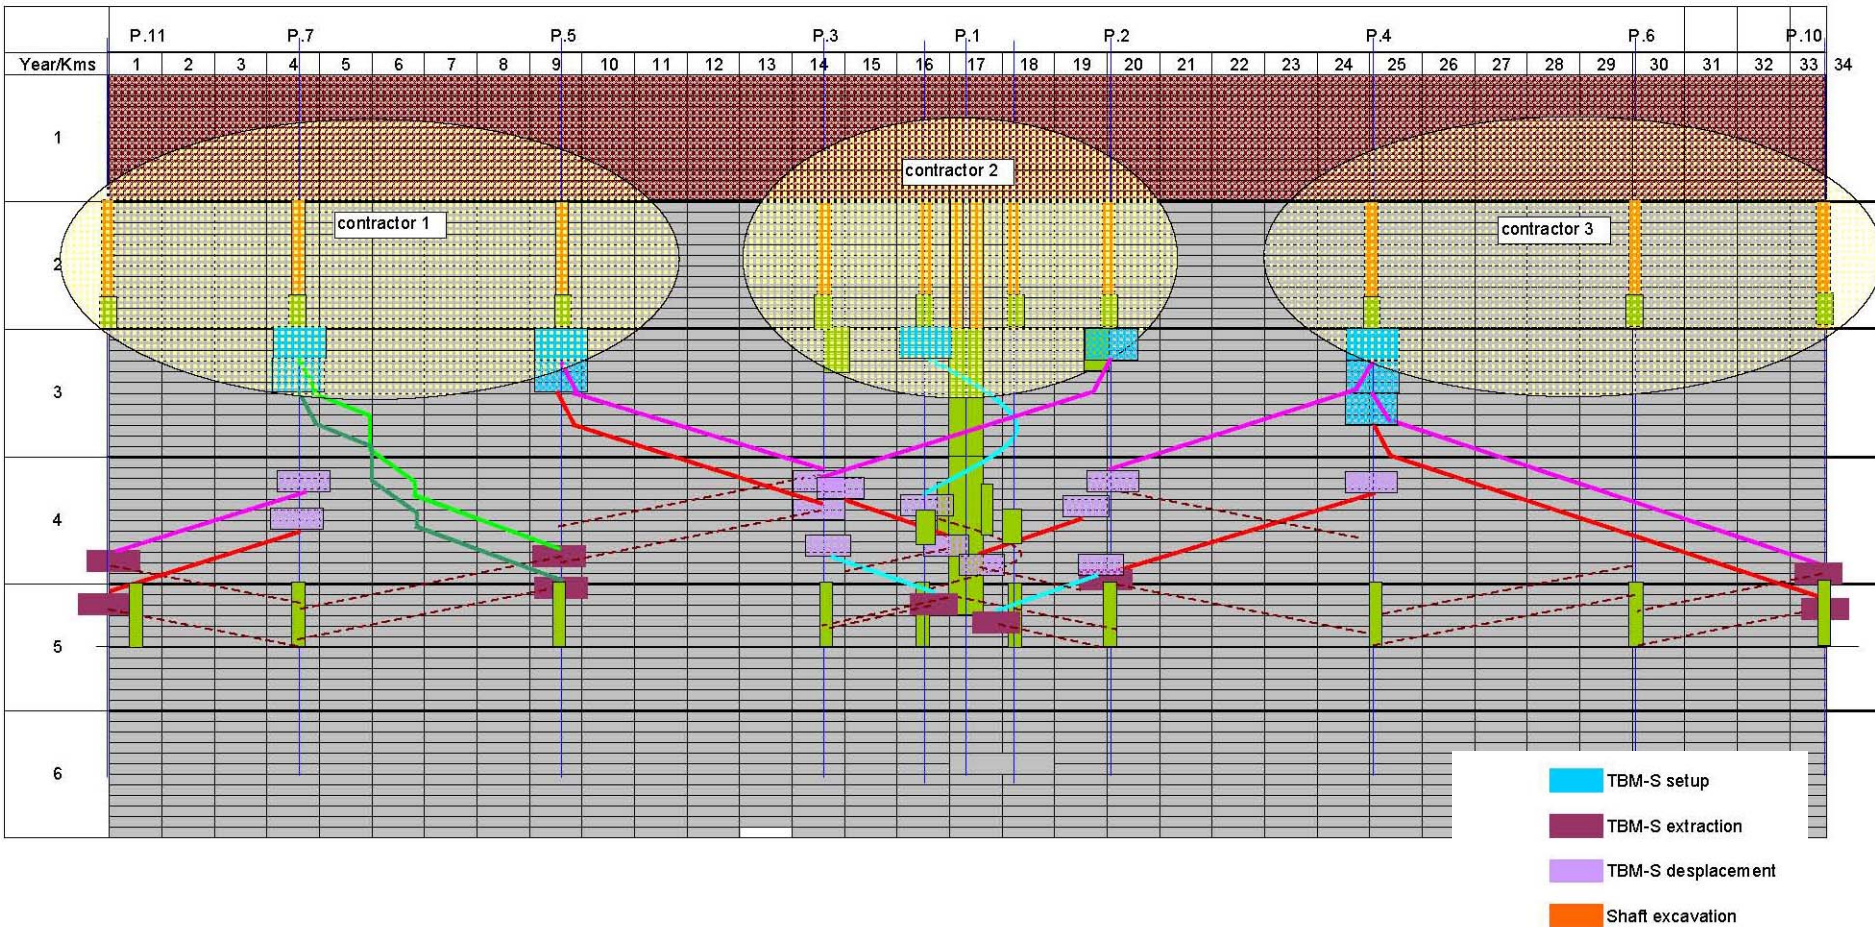 P.11 P.7 P.5 P.3 P.1 P.2 P.4 P.6 P.10
Year/Kms 1 2 3 4 5 6 7 8 9 10 11 12 13 14 15 16 17 18 19 20 21 22 23 24 25 26 27 28 29 30 31 32 33 34
1
contractor 2
contractor 1
contractor 3
2
3
4
5
6
TBM-S setup
TBM-S extraction
TBM-S desplacement
Shaft excavation